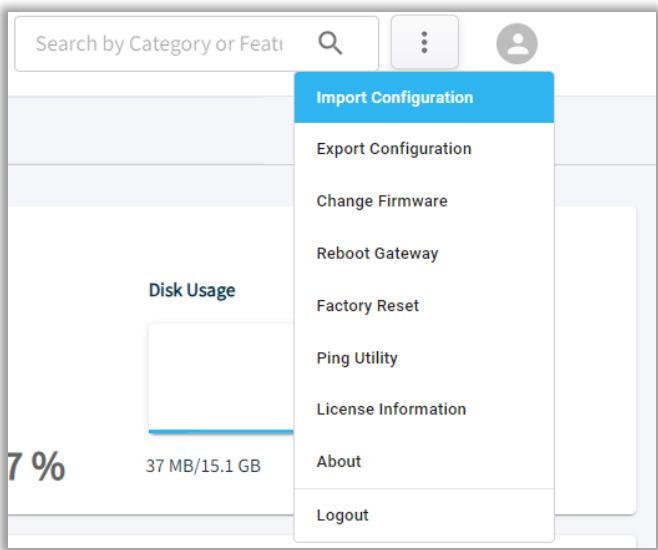 Search by Category or Featu
Import Configuration
Export Configuration
Change Firmware
Reboot Gateway
Factory Reset
Disk Usage
Ping Utility
License Information
7 %
37 MB/15.1 GB
About
Logout